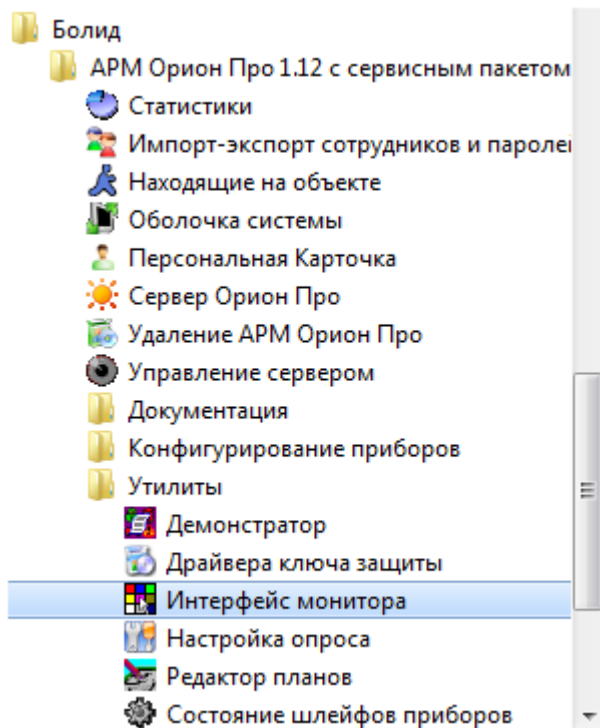 Болид
АРМ Орион Про 1.12 с сервисным пакетом
Статистики
Импорт-экспорт сотрудников и паролей
Находящие на объекте
Оболочка системы
Персональная Карточка
Сервер Орион Про
Удаление АРМ Орион Про
Управление сервером
Документация
Конфигурирование приборов
Утилиты
Демонстратор
Драйвера ключа защиты
Интерфейс монитора
Настройка опроса
Редактор планов
Состояние шлейфов приборов